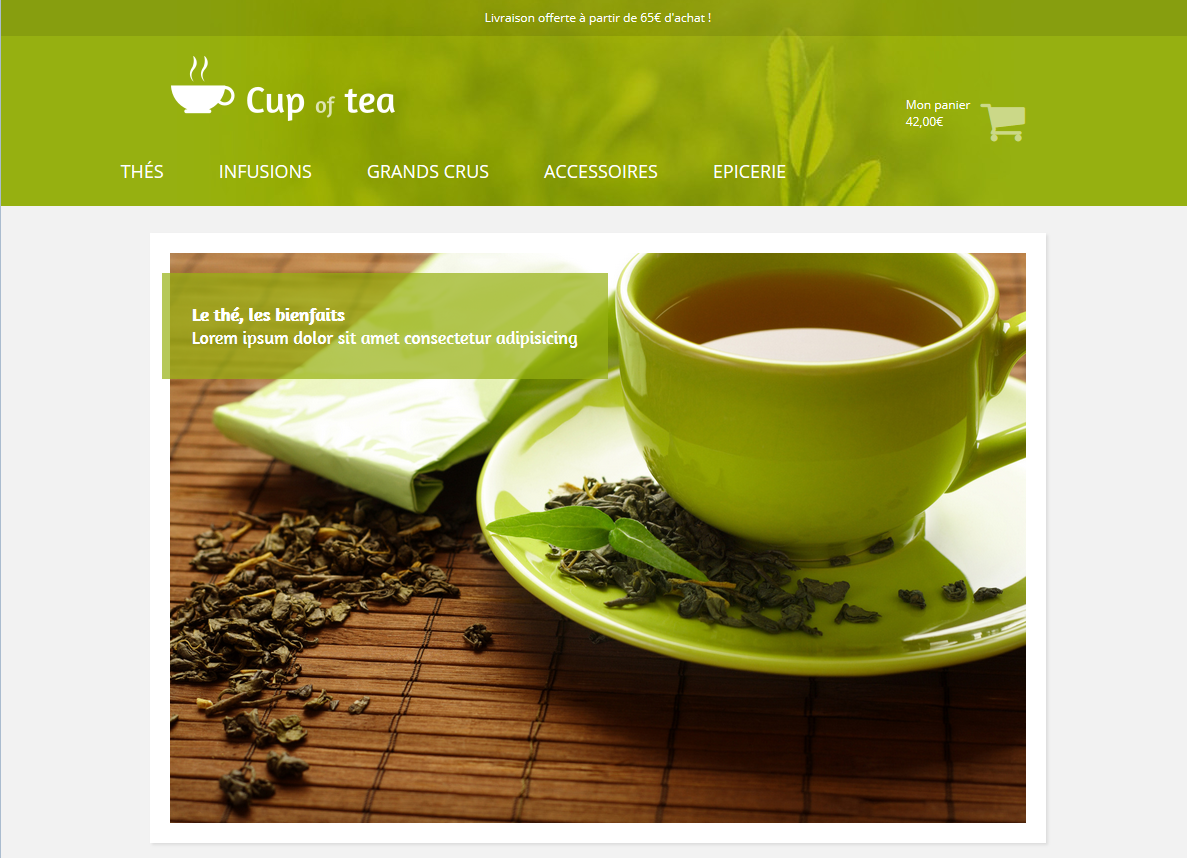 Livraison offerte à partir de 65€ d'achat !
Cup of tea
Mon panier
42,00€
THÉS INFUSIONS GRANDS CRUS ACCESSOIRES EPICERIE
Le thé, les bienfaits
Lorem ipsum dolor sit amet consectetur adipisicing